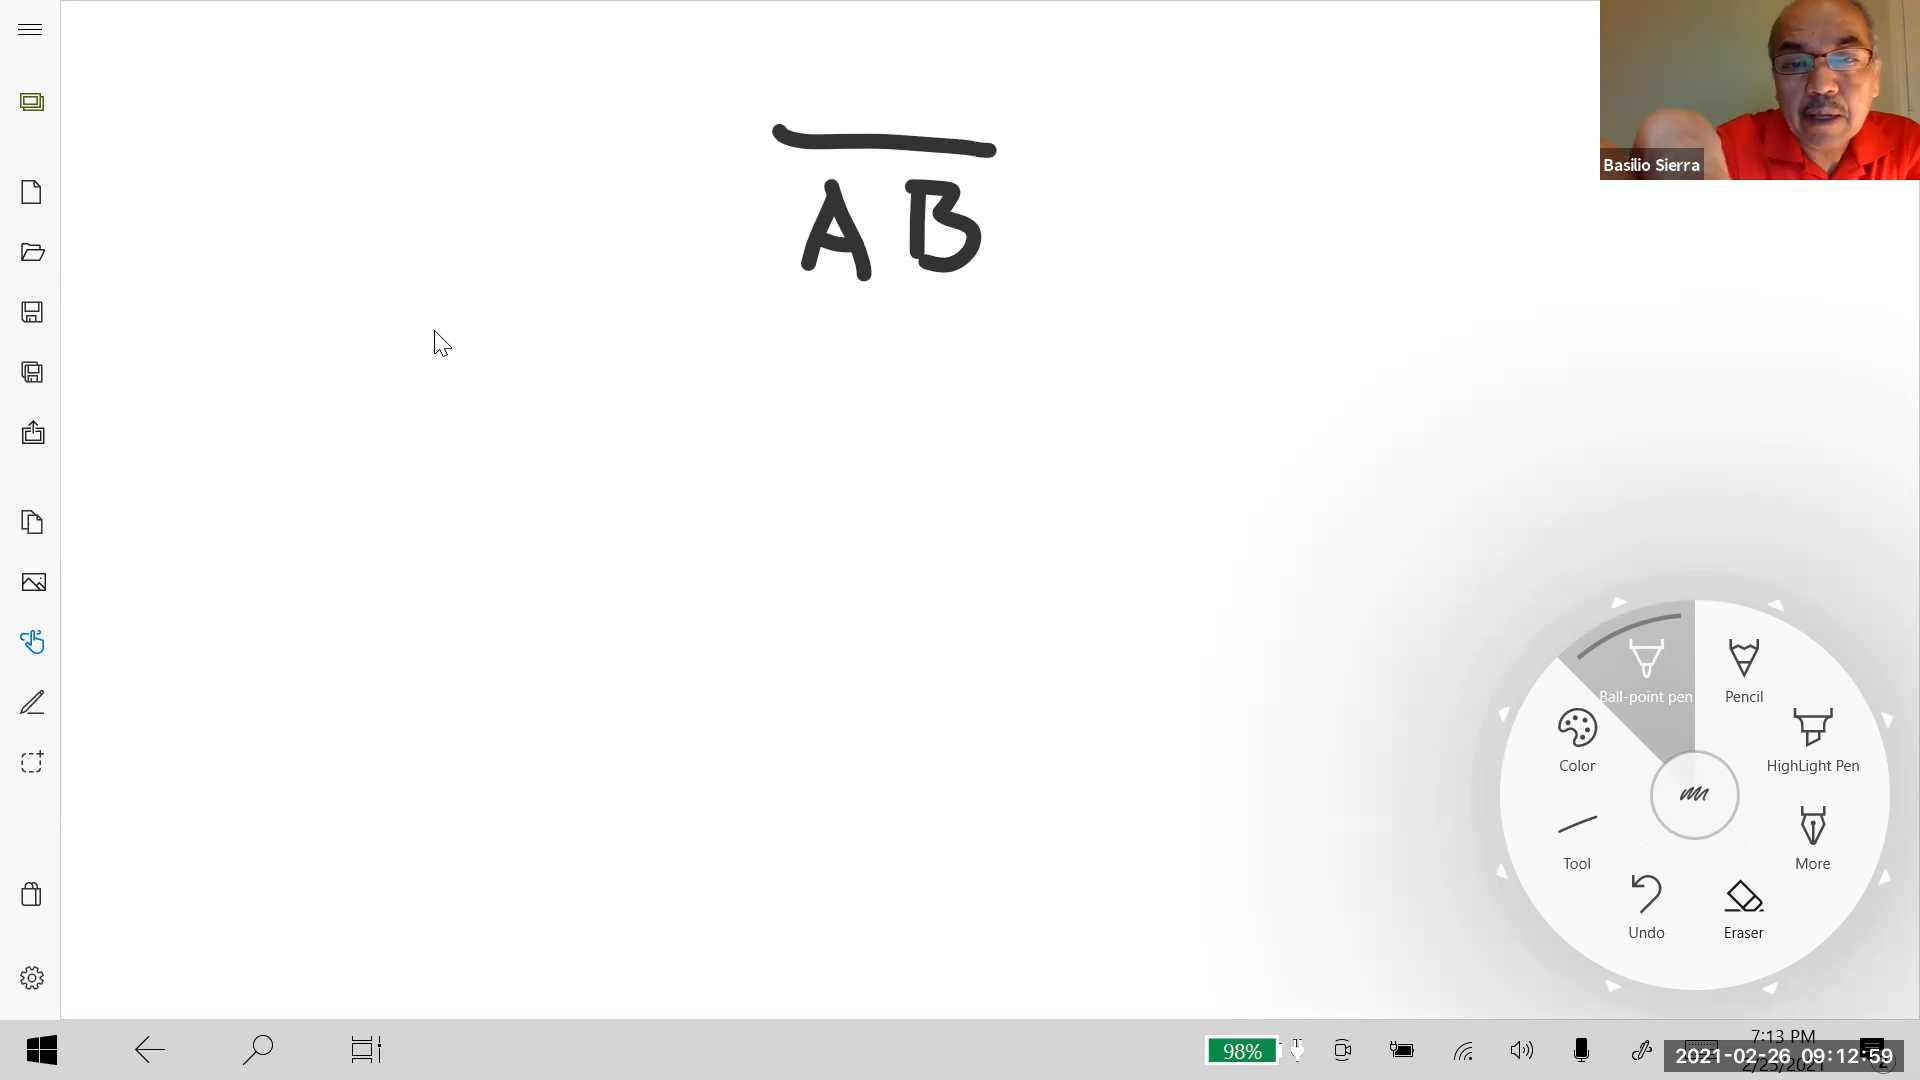 Basilio Sierra
A̅B̅
Ball-point pen
Pencil
Color
HighLight Pen
Tool
More
Undo
Eraser
98%
7:13 PM
2021-02-26 09:12:59